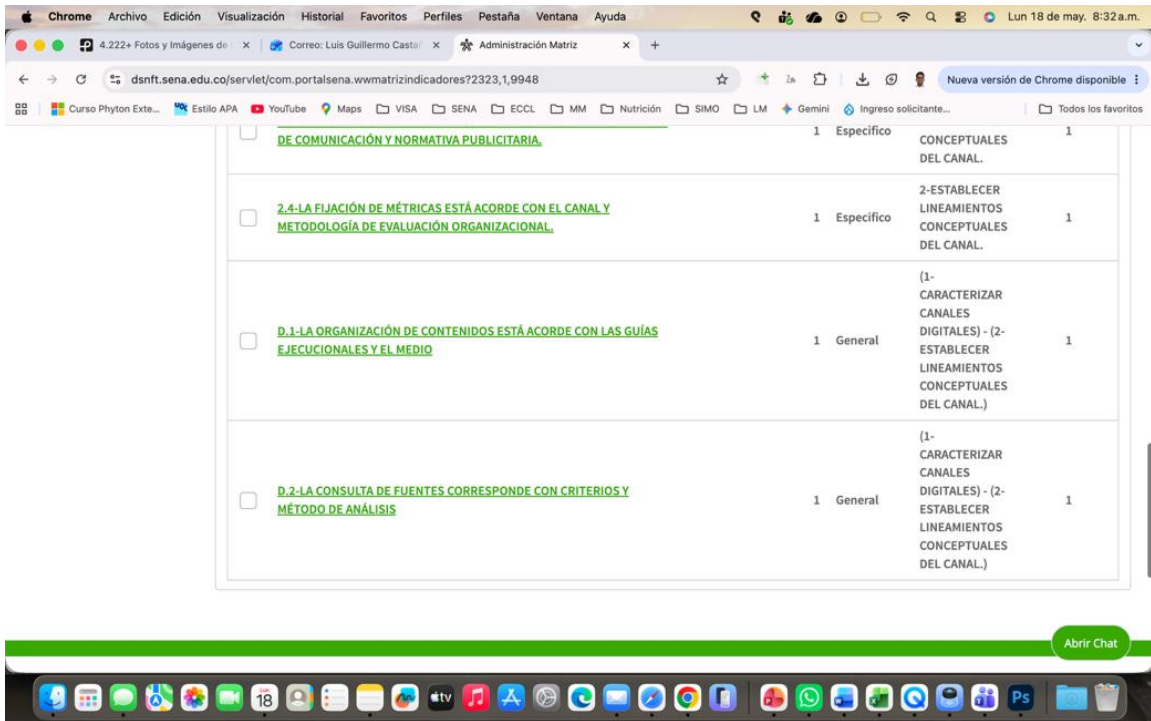 Chrome Archivo Edición Visualización Historial Favoritos Perfiles Pestaña Ventana Ayuda Lun 18 de may. 8:32 a.m.
4.222+ Fotos y Imágenes de Correo: Luis Guillermo Casta Administración Matriz
dsnft.sena.edu.co/servlet/com.portalsena.wwmatrizindicadores?2323,1,9948 Nueva versión de Chrome disponible
Curso Phyton Exte... Estilo APA YouTube Maps VISA SENA ECCL MM Nutrición SIMO LM Gemini Ingreso solicitante... Todos los favoritos
DE COMUNICACIÓN Y NORMATIVA PUBLICITARIA.
1 Especifico
CONCEPTUALES
DEL CANAL.
1
2.4-LA FIJACIÓN DE MÉTRICAS ESTÁ ACORDE CON EL CANAL Y
METODOLOGÍA DE EVALUACIÓN ORGANIZACIONAL.
1 Especifico
2-ESTABLECER
LINEAMIENTOS
CONCEPTUALES
DEL CANAL.
1
D.1-LA ORGANIZACIÓN DE CONTENIDOS ESTÁ ACORDE CON LAS GUÍAS
EJECUCIONALES Y EL MEDIO
1 General
(1-
CARACTERIZAR
CANALES
DIGITALES) - (2-
ESTABLECER
LINEAMIENTOS
CONCEPTUALES
DEL CANAL.)
1
D.2-LA CONSULTA DE FUENTES CORRESPONDE CON CRITERIOS Y
MÉTODO DE ANÁLISIS
1 General
(1-
CARACTERIZAR
CANALES
DIGITALES) - (2-
ESTABLECER
LINEAMIENTOS
CONCEPTUALES
DEL CANAL.)
1
Abrir Chat
18
tv
Ps